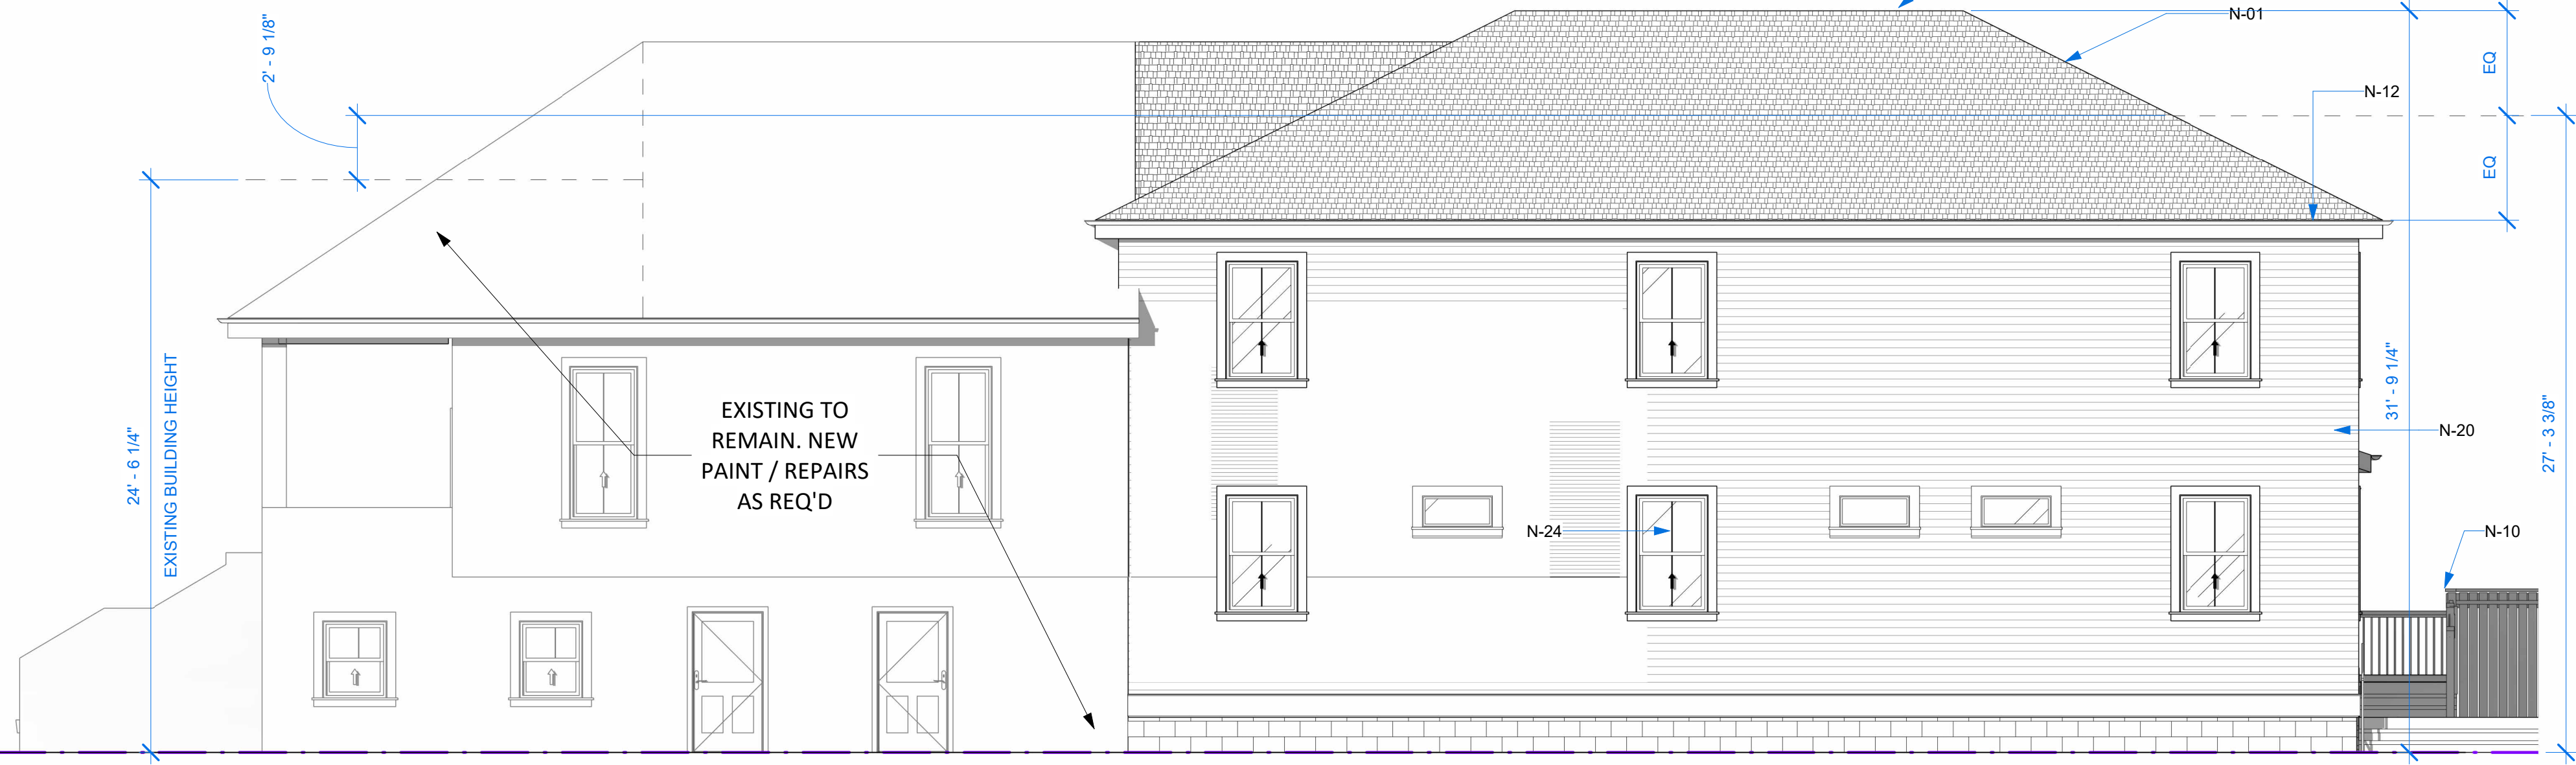 2' - 9 1/8"
N-01
EQ
N-12
EQ
EXISTING TO
REMAIN. NEW
PAINT / REPAIRS
AS REQ'D
24' - 6 1/4"
EXISTING BUILDING HEIGHT
31' - 9 1/4"
27' - 3 3/8"
N-20
N-24
N-10